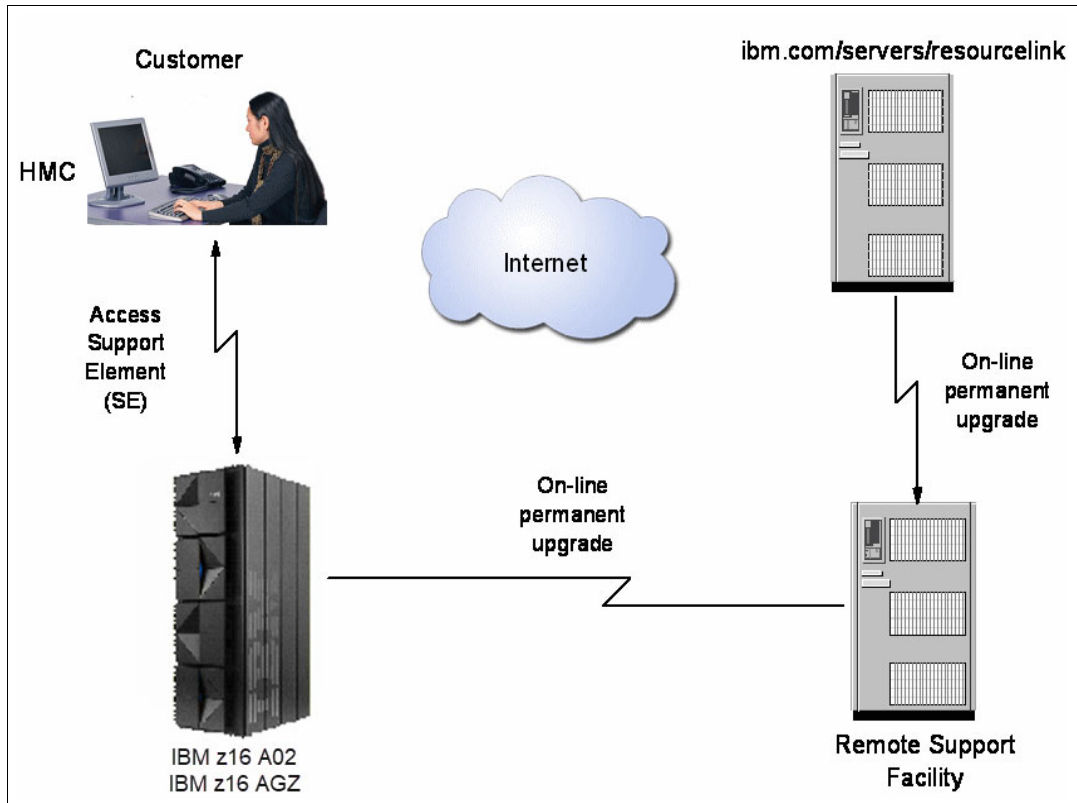 Customer
ibm.com/servers/resourcelink
HMC
Internet
Access
Support
Element
(SE)
On-line
permanent
upgrade
On-line
permanent
upgrade
IBM z16 A02
IBM z16 AGZ
Remote Support
Facility